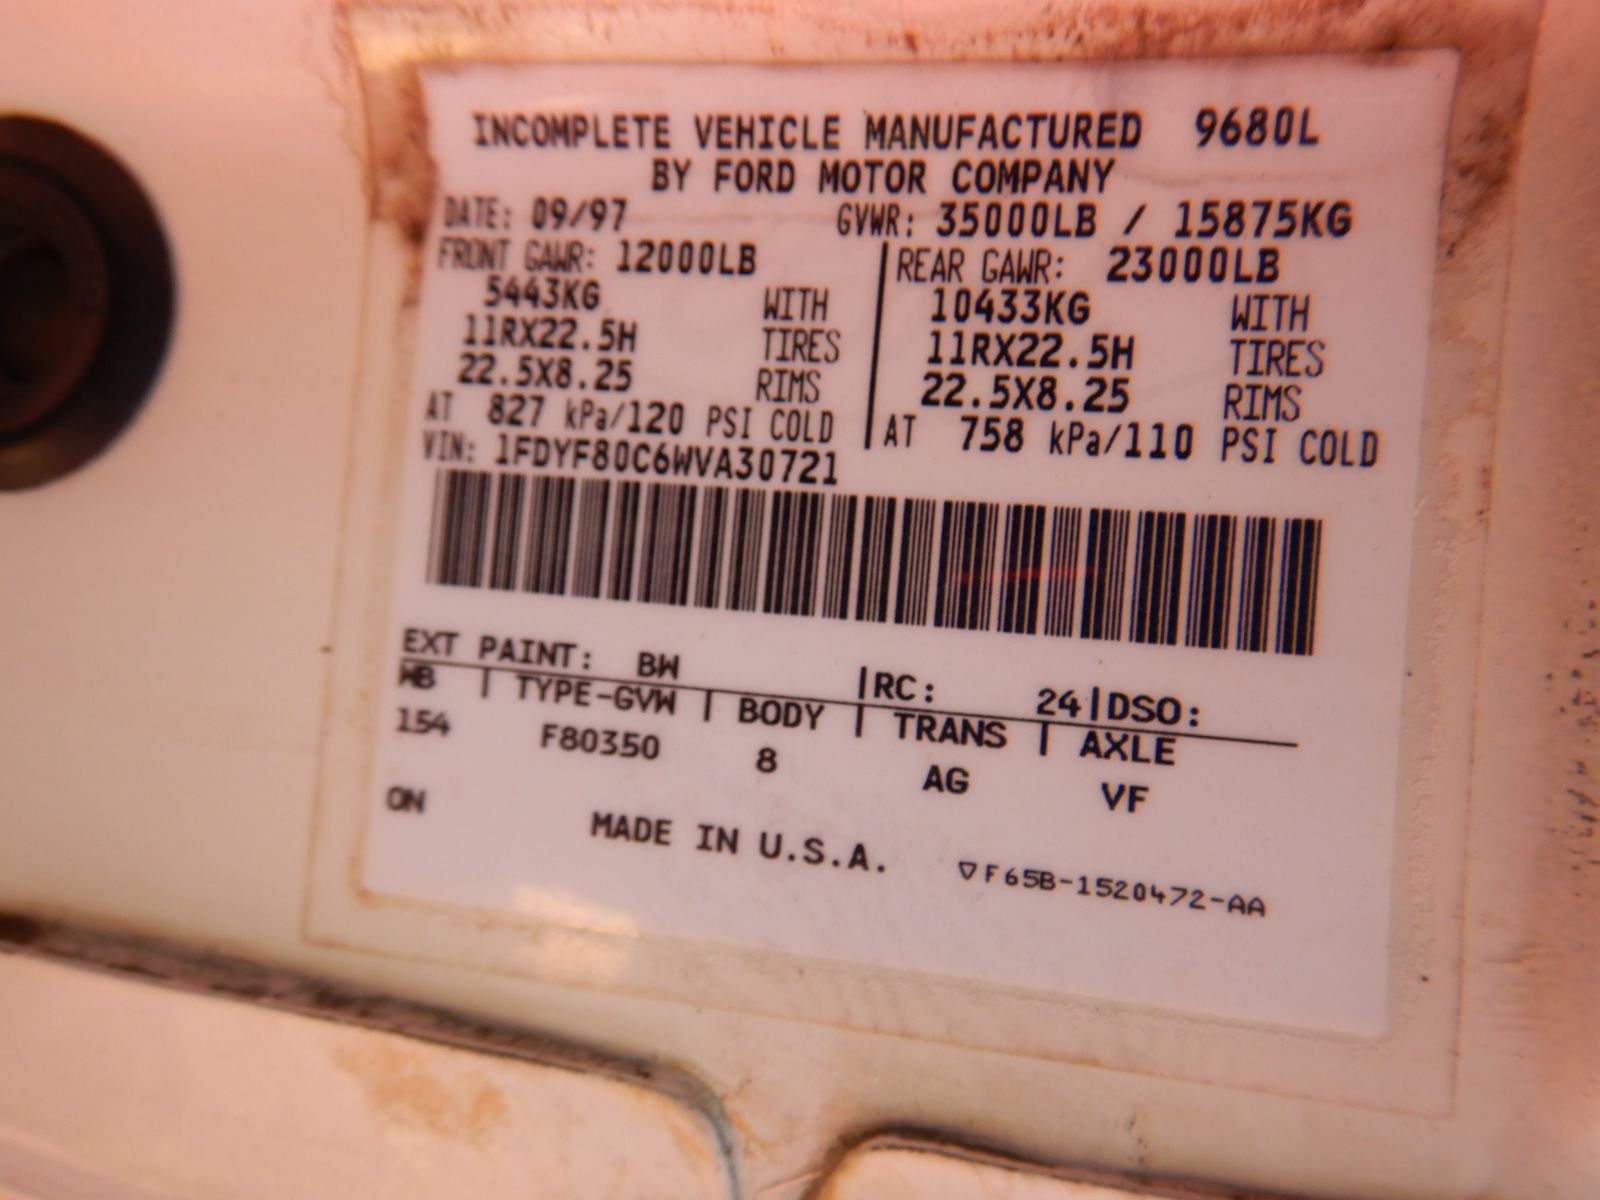 INCOMPLETE VEHICLE MANUFACTURED 9680L
BY FORD MOTOR COMPANY
DATE: 09/97 GVWR: 35000LB / 15875KG
FRONT GAWR: 12000LB REAR GAWR: 23000LB
5443KG WITH 10433KG WITH
11RX22.5H TIRES 11RX22.5H TIRES
22.5X8.25 RIMS 22.5X8.25 RIMS
AT 827 kPa/120 PSI COLD AT 758 kPa/110 PSI COLD
VIN: 1FDYF80C6WVA30721
EXT PAINT: BW RC: 24 DSO:
WB TYPE-GVW BODY TRANS AXLE
154 F80350 8 AG VF
ON MADE IN U.S.A. ▽F65B-1520472-AA